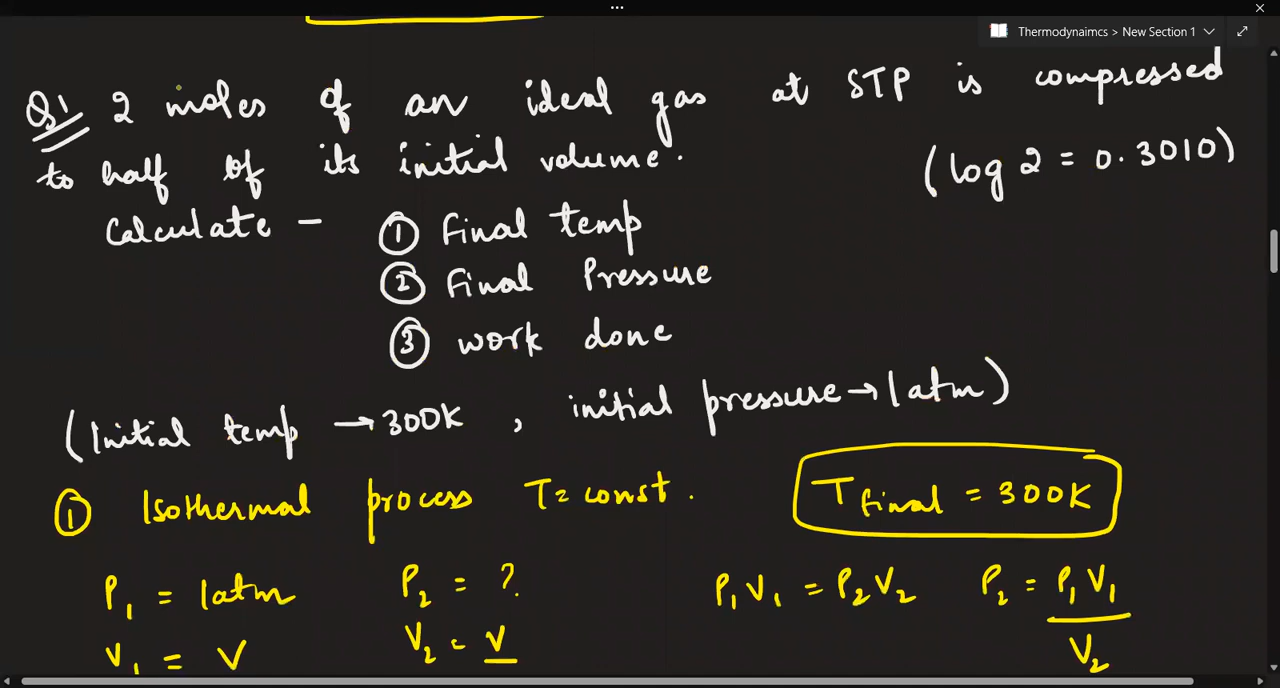 Thermodynaimcs > New Section 1
Q1 2 moles of an ideal gas at STP is compressed
to half of its initial volume. (log 2 = 0.3010)
Calculate - ① final temp
② final Pressure
③ work done
(Initial temp → 300K, initial pressure → 1atm)
① Isothermal process T = const. T final = 300K
P₁ = 1atm P₂ = ? P₁V₁ = P₂V₂ P₂ = P₁V₁
V₁ = V V₂ = V V₂